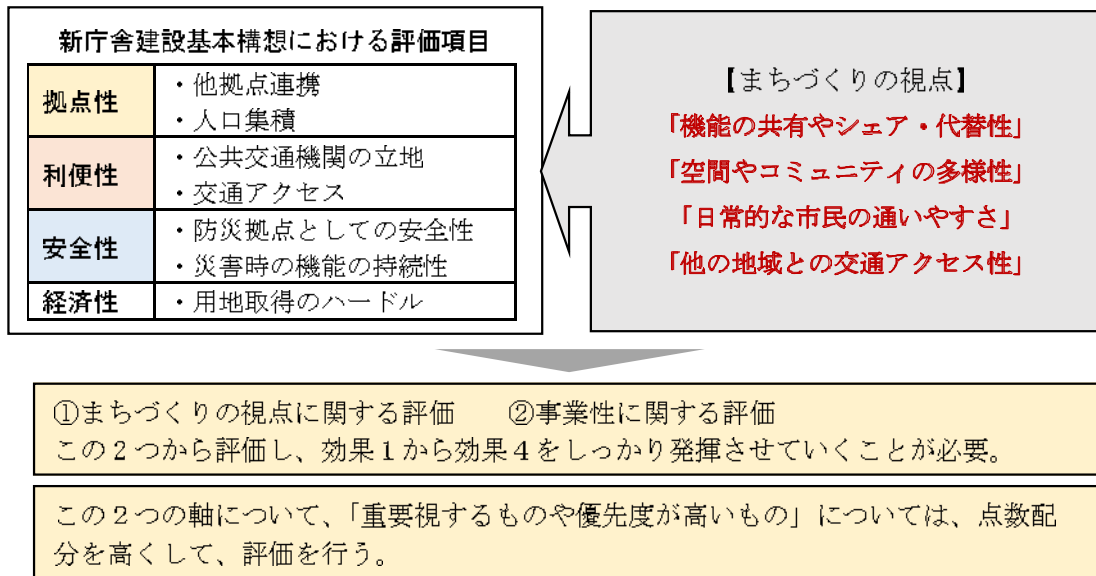 新庁舎建設基本構想における評価項目
拠点性
・他拠点連携
・人口集積
利便性
・公共交通機関の立地
・交通アクセス
安全性
・防災拠点としての安全性
・災害時の機能の持続性
経済性
・用地取得のハードル
【まちづくりの視点】
「機能の共有やシェア・代替性」
「空間やコミュニティの多様性」
「日常的な市民の通いやすさ」
「他の地域との交通アクセス性」
①まちづくりの視点に関する評価　　②事業性に関する評価
この２つから評価し、効果１から効果４をしっかり発揮させていくことが必要。
この２つの軸について、「重要視するものや優先度が高いもの」については、点数配
分を高くして、評価を行う。